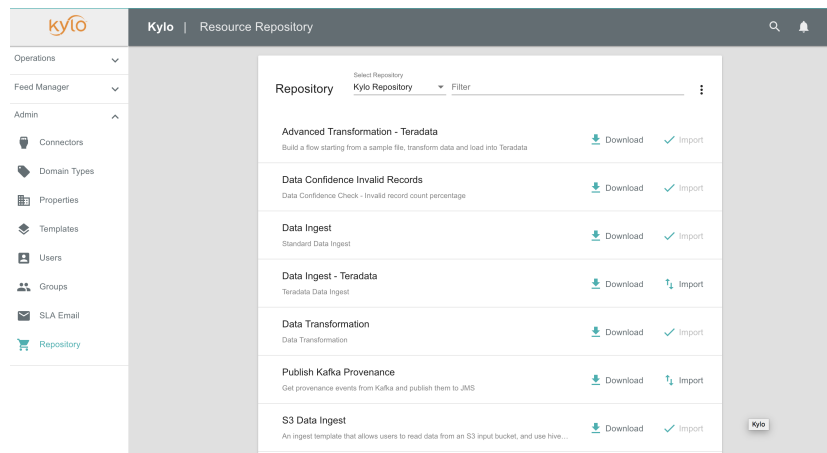 Kylo
Kylo | Resource Repository
Operations
Feed Manager
Admin
Connectors
Domain Types
Properties
Templates
Users
Groups
SLA Email
Repository
Repository
Select Repository
Kylo Repository
Filter
Advanced Transformation - Teradata
Build a flow starting from a sample file, transform data and load into Teradata
Download Import
Data Confidence Invalid Records
Data Confidence Check - Invalid record count percentage
Download Import
Data Ingest
Standard Data Ingest
Download Import
Data Ingest - Teradata
Teradata Data Ingest
Download Import
Data Transformation
Data Transformation
Download Import
Publish Kafka Provenance
Get provenance events from Kafka and publish them to JMS
Download Import
S3 Data Ingest
An ingest template that allows users to read data from an S3 input bucket, and use hive...
Download Import
Kylo